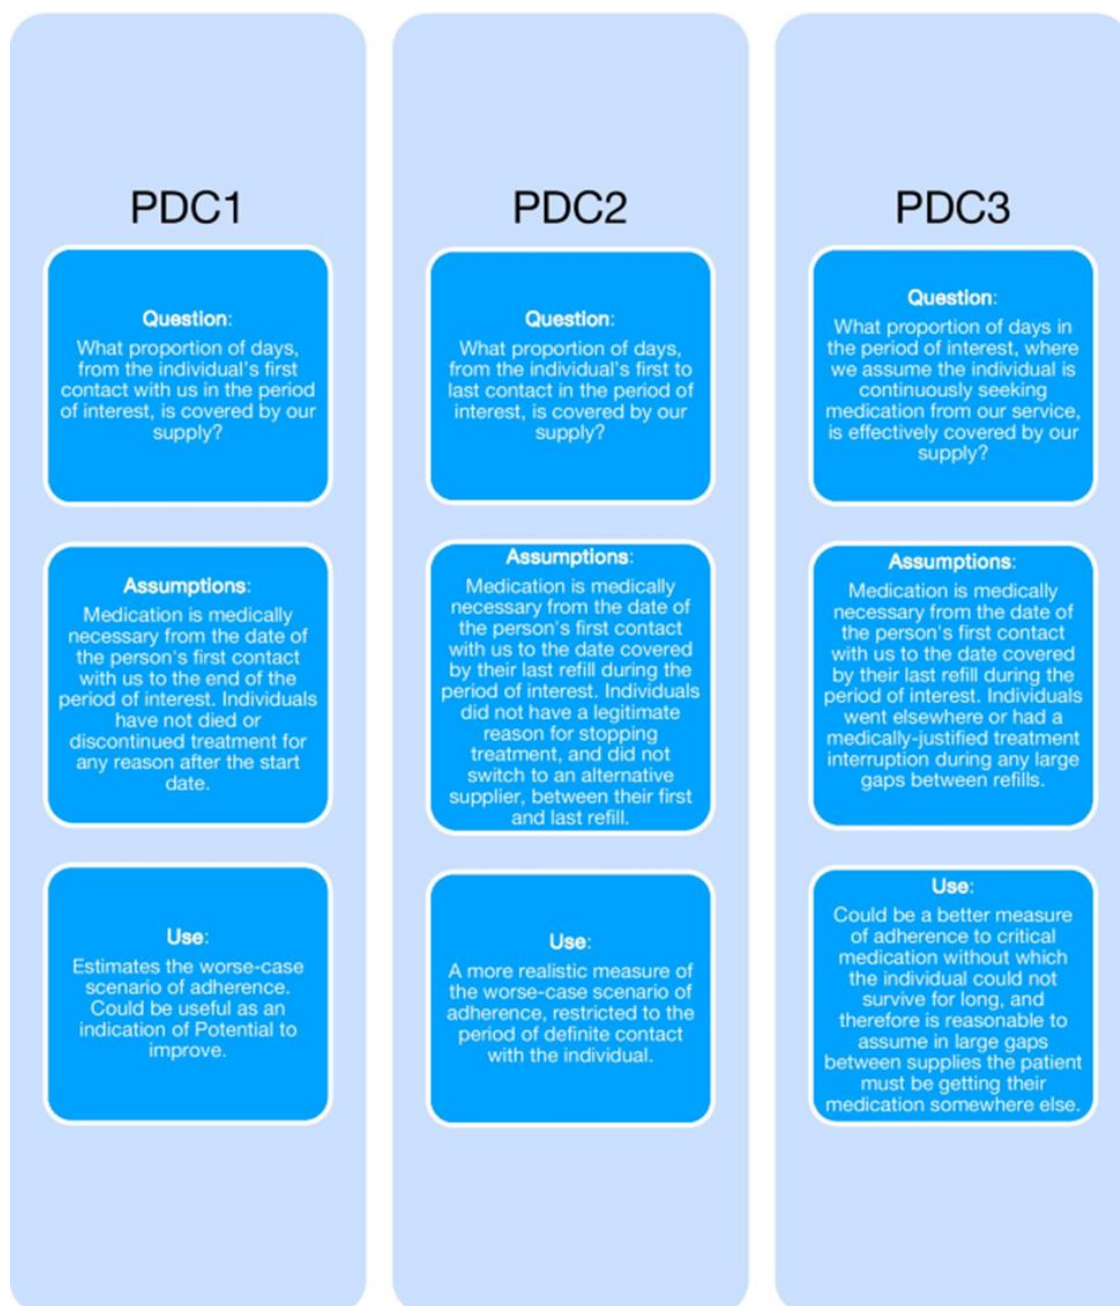 PDC1
Question:
What proportion of days,
from the individual's first
contact with us in the period
of interest, is covered by our
supply?
Assumptions:
Medication is medically
necessary from the date of
the person's first contact
with us to the end of the
period of interest. Individuals
have not died or
discontinued treatment for
any reason after the start
date.
Use:
Estimates the worse-case
scenario of adherence.
Could be useful as an
indication of Potential to
improve.
PDC2
Question:
What proportion of days,
from the individual's first to
last contact in the period of
interest, is covered by our
supply?
Assumptions:
Medication is medically
necessary from the date of
the person's first contact
with us to the date covered
by their last refill during the
period of interest. Individuals
did not have a legitimate
reason for stopping
treatment, and did not
switch to an alternative
supplier, between their first
and last refill.
Use:
A more realistic measure of
the worse-case scenario of
adherence, restricted to the
period of definite contact
with the individual.
PDC3
Question:
What proportion of days in
the period of interest, where
we assume the individual is
continuously seeking
medication from our service,
is effectively covered by our
supply?
Assumptions:
Medication is medically
necessary from the date of
the person's first contact
with us to the date covered
by their last refill during the
period of interest. Individuals
went elsewhere or had a
medically-justified treatment
interruption during any large
gaps between refills.
Use:
Could be a better measure
of adherence to critical
medication without which
the individual could not
survive for long, and
therefore is reasonable to
assume in large gaps
between supplies the patient
must be getting their
medication somewhere else.